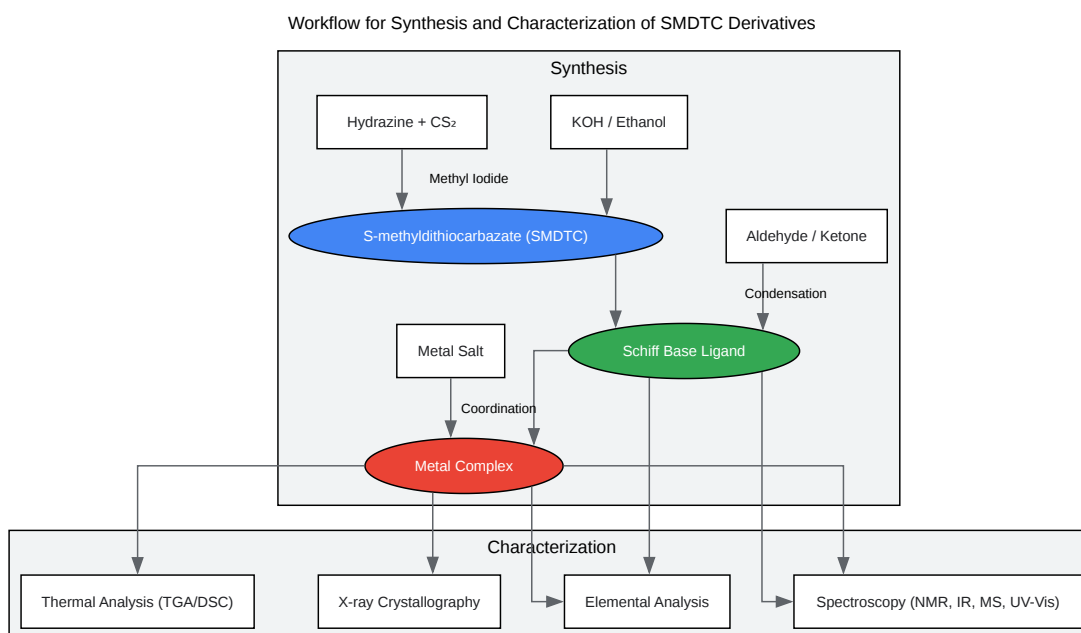 Workflow for Synthesis and Characterization of SMDTC Derivatives
Synthesis
Hydrazine + CS₂
KOH / Ethanol
Methyl Iodide
S-methyldithiocarbazate (SMDTC)
Aldehyde / Ketone
Condensation
Metal Salt
Schiff Base Ligand
Coordination
Metal Complex
Characterization
Thermal Analysis (TGA/DSC)
X-ray Crystallography
Elemental Analysis
Spectroscopy (NMR, IR, MS, UV-Vis)